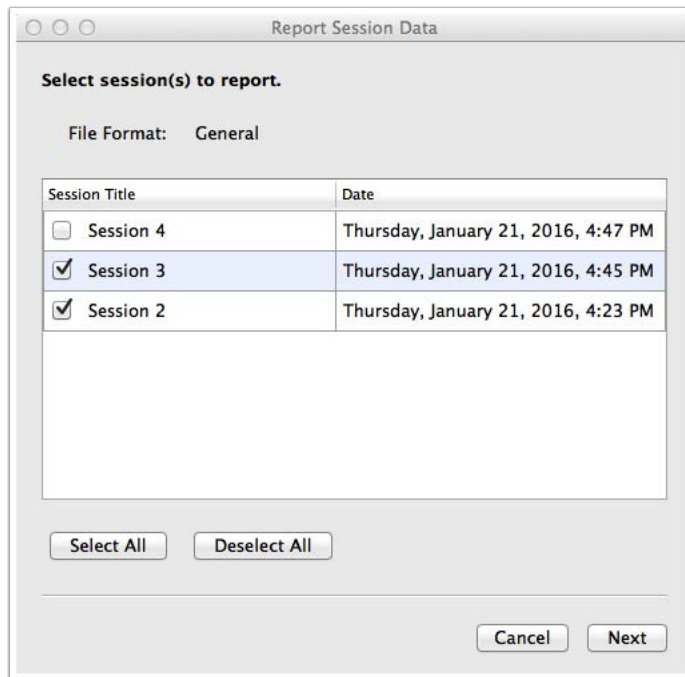 Report Session Data
Select session(s) to report.
File Format: General
Session Title Date
Session 4 Thursday, January 21, 2016, 4:47 PM
Session 3 Thursday, January 21, 2016, 4:45 PM
Session 2 Thursday, January 21, 2016, 4:23 PM
Select All Deselect All
Cancel Next